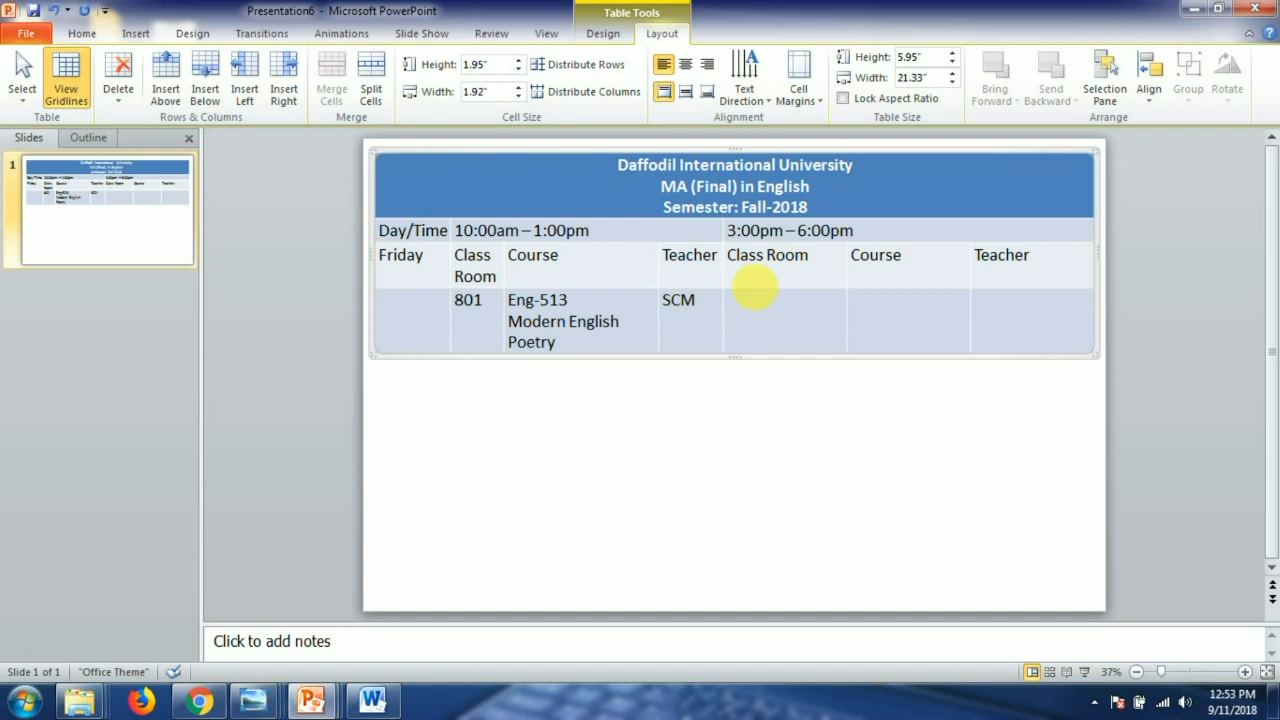 Presentation6 - Microsoft PowerPoint
Table Tools
File Home Insert Design Transitions Animations Slide Show Review View Design Layout
Select
View Gridlines
Delete
Insert Above
Insert Below
Insert Left
Insert Right
Merge Cells
Split Cells
Height: 1.95"
Width: 1.92"
Distribute Rows
Distribute Columns
Text Direction
Cell Margins
Height: 5.95"
Width: 21.33"
Lock Aspect Ratio
Bring Forward
Send Backward
Selection Pane
Align
Group
Rotate
Table Rows & Columns Merge Cell Size Alignment Table Size Arrange
Slides Outline
1
Daffodil International University
MA (Final) in English
Semester: Fall-2018
Day/Time 10:00am – 1:00pm 3:00pm – 6:00pm
Friday Class Room Course Teacher Class Room Course Teacher
801 Eng-513 Modern English Poetry SCM
Click to add notes
Slide 1 of 1 "Office Theme" 37%
12:53 PM
9/11/2018